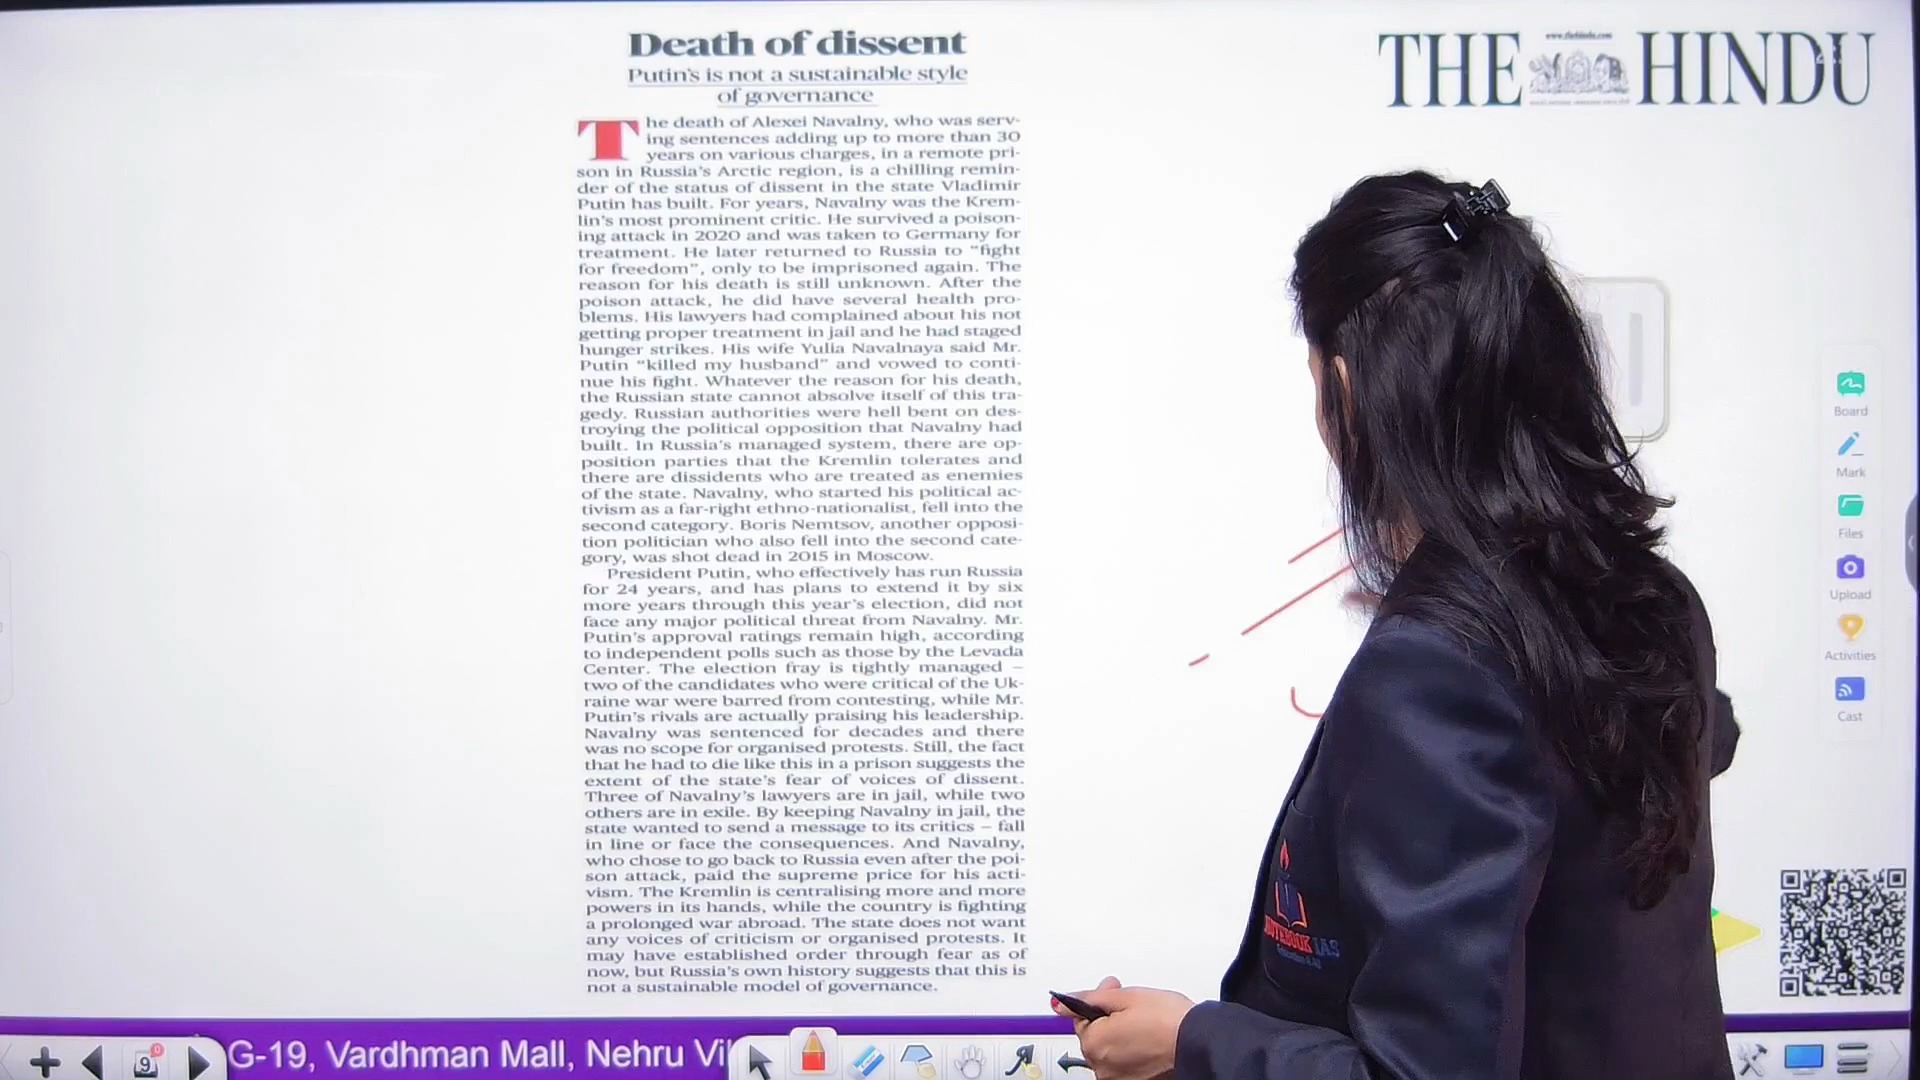 Death of dissent
Putin's is not a sustainable style
of governance
The death of Alexei Navalny, who was serv-
ing sentences adding up to more than 30
years on various charges, in a remote pri-
son in Russia's Arctic region, is a chilling remin-
der of the status of dissent in the state Vladimir
Putin has built. For years, Navalny was the Krem-
lin's most prominent critic. He survived a poison-
ing attack in 2020 and was taken to Germany for
treatment. He later returned to Russia to “fight
for freedom”, only to be imprisoned again. The
reason for his death is still unknown. After the
poison attack, he did have several health pro-
blems. His lawyers had complained about his not
getting proper treatment in jail and he had staged
hunger strikes. His wife Yulia Navalnaya said Mr.
Putin “killed my husband” and vowed to conti-
nue his fight. Whatever the reason for his death,
the Russian state cannot absolve itself of this tra-
gedy. Russian authorities were hell bent on des-
troying the political opposition that Navalny had
built. In Russia's managed system, there are op-
position parties that the Kremlin tolerates and
there are dissidents who are treated as enemies
of the state. Navalny, who started his political ac-
tivism as a far-right ethno-nationalist, fell into the
second category. Boris Nemtsov, another opposi-
tion politician who also fell into the second cate-
gory, was shot dead in 2015 in Moscow.
President Putin, who effectively has run Russia
for 24 years, and has plans to extend it by six
more years through this year's election, did not
face any major political threat from Navalny. Mr.
Putin's approval ratings remain high, according
to independent polls such as those by the Levada
Center. The election fray is tightly managed –
two of the candidates who were critical of the Uk-
raine war were barred from contesting, while Mr.
Putin's rivals are actually praising his leadership.
Navalny was sentenced for decades and there
was no scope for organised protests. Still, the fact
that he had to die like this in a prison suggests the
extent of the state's fear of voices of dissent.
Three of Navalny's lawyers are in jail, while two
others are in exile. By keeping Navalny in jail, the
state wanted to send a message to its critics – fall
in line or face the consequences. And Navalny,
who chose to go back to Russia even after the poi-
son attack, paid the supreme price for his acti-
vism. The Kremlin is centralising more and more
powers in its hands, while the country is fighting
a prolonged war abroad. The state does not want
any voices of criticism or organised protests. It
may have established order through fear as of
now, but Russia's own history suggests that this is
not a sustainable model of governance.
www.thehindu.com
THE HINDU
Board
Mark
Files
Upload
Activities
Cast
NOTEBOOK IAS
G-19, Vardhman Mall, Nehru
9
0